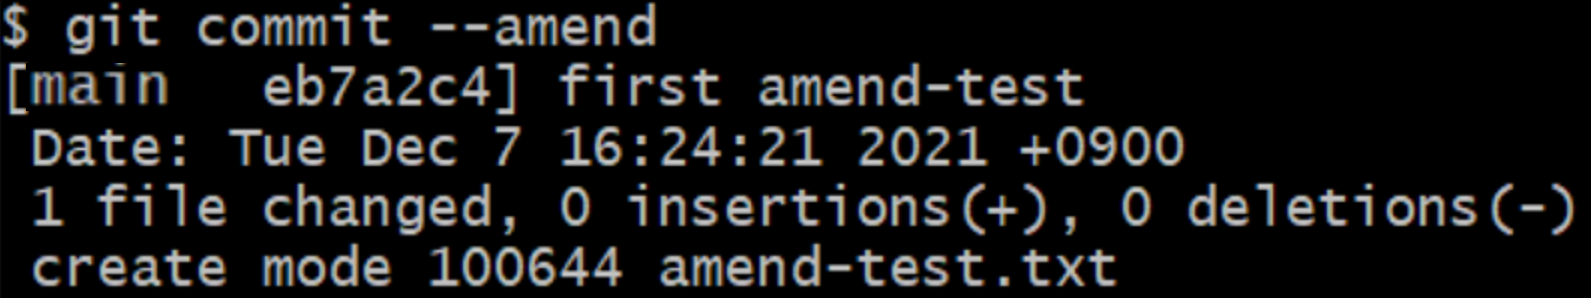 $ git commit --amend
[main   eb7a2c4] first amend-test
 Date: Tue Dec 7 16:24:21 2021 +0900
 1 file changed, 0 insertions(+), 0 deletions(-)
 create mode 100644 amend-test.txt